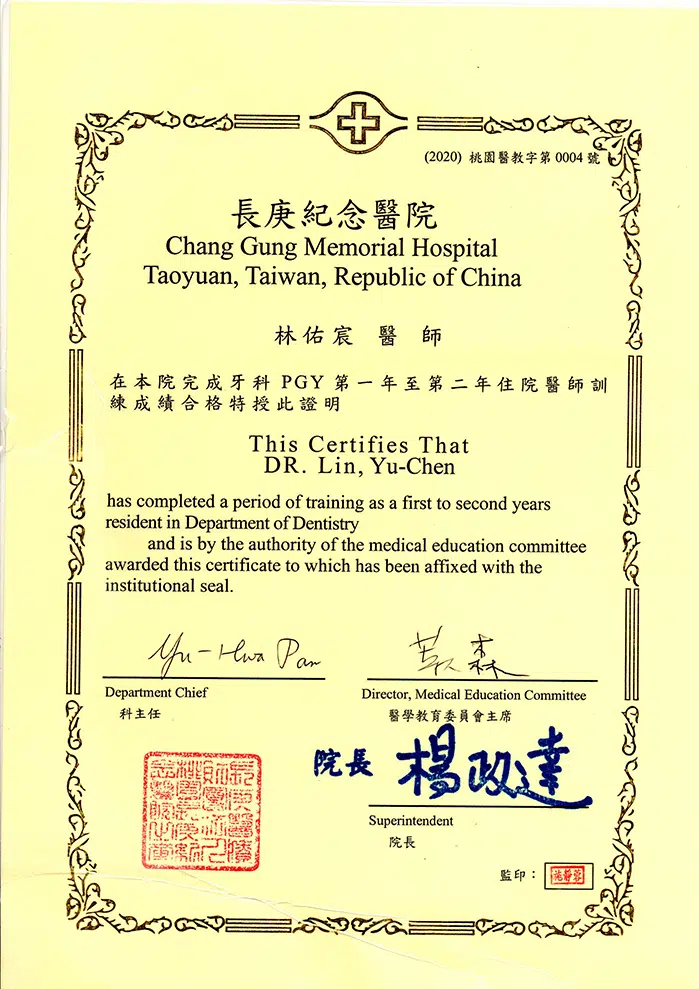 (2020) 桃園醫教字第 0004 號
長庚紀念醫院
Chang Gung Memorial Hospital
Taoyuan, Taiwan, Republic of China
林佑宸 醫 師
在本院完成牙科 PGY 第一年至第二年住院醫師訓
練成績合格特授此證明
This Certifies That
DR. Lin, Yu-Chen
has completed a period of training as a first to second years
resident in Department of Dentistry
and is by the authority of the medical education committee
awarded this certificate to which has been affixed with the
institutional seal.
Yu-Hwa Pan
Department Chief
科主任
Director, Medical Education Committee
醫學教育委員會主席
院長 楊政達
Superintendent
院長
監印：